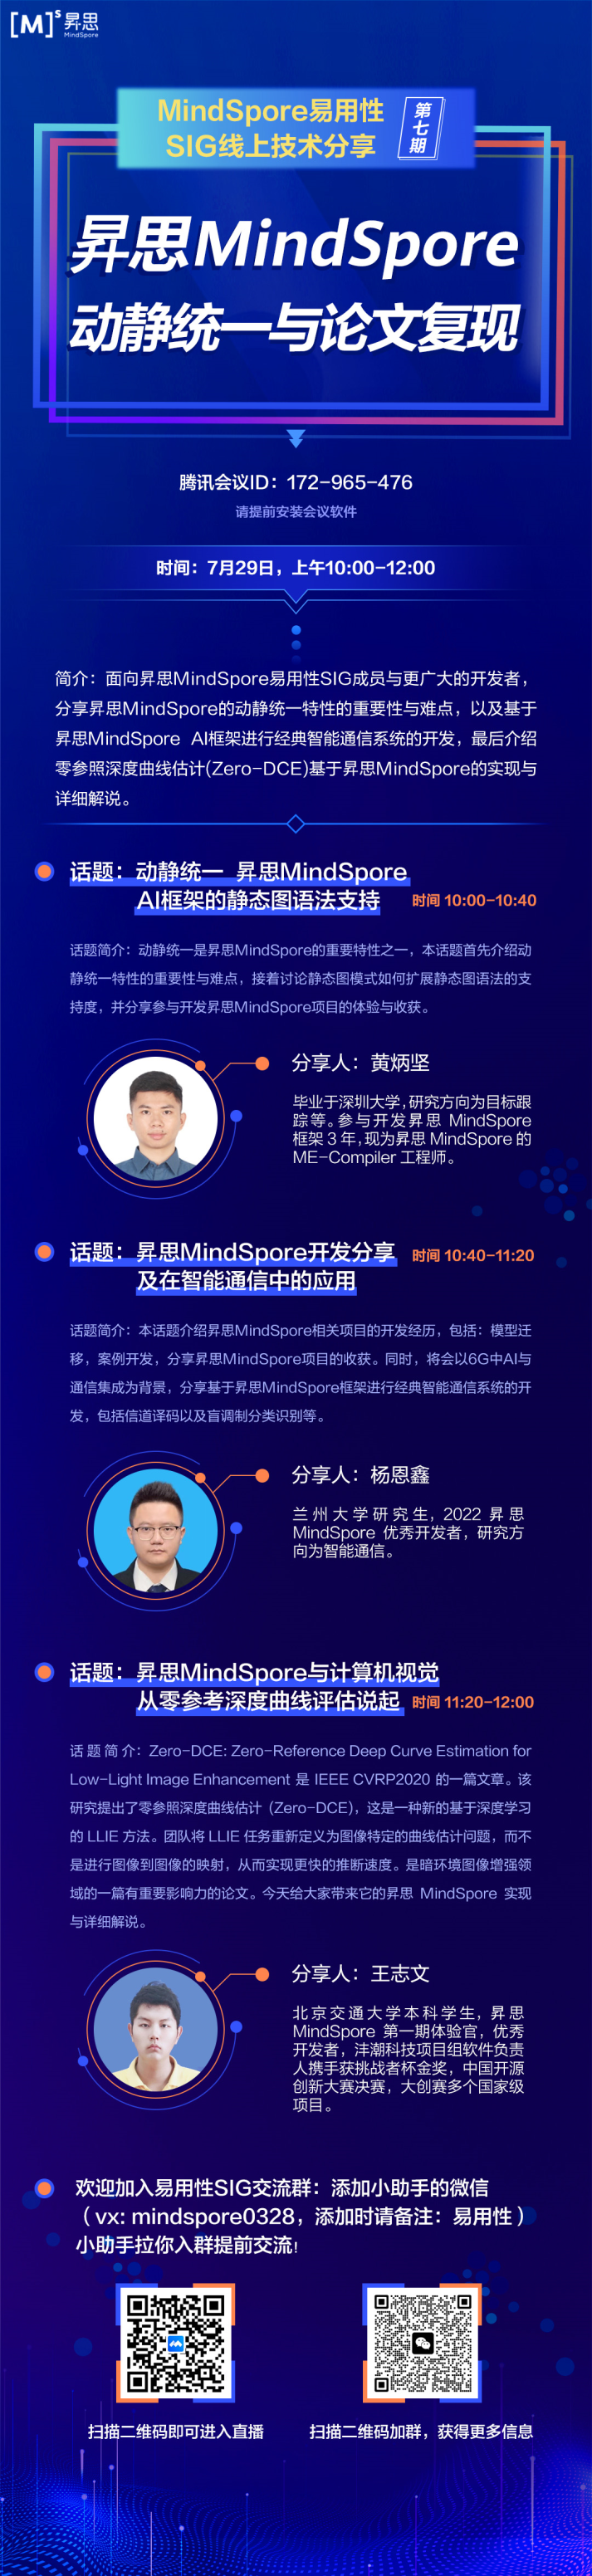 [M]ˢ 昇思
MindSpore
MindSpore易用性
SIG线上技术分享
第七期
昇思MindSpore
动静统一与论文复现
腾讯会议ID：172-965-476
请提前安装会议软件
时间：7月29日，上午10:00-12:00
简介：面向昇思MindSpore易用性SIG成员与更广大的开发者，
分享昇思MindSpore的动静统一特性的重要性与难点，以及基于
昇思MindSpore AI框架进行经典智能通信系统的开发，最后介绍
零参照深度曲线估计(Zero-DCE)基于昇思MindSpore的实现与
详细解说。
话题：动静统一 昇思MindSpore
AI框架的静态图语法支持
时间 10:00-10:40
话题简介：动静统一是昇思MindSpore的重要特性之一，本话题首先介绍动
静统一特性的重要性与难点，接着讨论静态图模式如何扩展静态图语法的支
持度，并分享参与开发昇思MindSpore项目的体验与收获。
分享人：黄炳坚
毕业于深圳大学，研究方向为目标跟
踪等。参与开发昇思 MindSpore
框架 3 年，现为昇思 MindSpore 的
ME-Compiler 工程师。
话题：昇思MindSpore开发分享
时间 10:40-11:20
及在智能通信中的应用
话题简介：本话题介绍昇思MindSpore相关项目的开发经历，包括：模型迁
移，案例开发，分享昇思MindSpore项目的收获。同时，将会以6G中AI与
通信集成为背景，分享基于昇思MindSpore框架进行经典智能通信系统的开
发，包括信道译码以及盲调制分类识别等。
分享人：杨恩鑫
兰州大学研究生，2022 昇思
MindSpore 优秀开发者，研究方
向为智能通信。
话题：昇思MindSpore与计算机视觉
从零参考深度曲线评估说起
时间 11:20-12:00
话题简介：Zero-DCE: Zero-Reference Deep Curve Estimation for
Low-Light Image Enhancement 是 IEEE CVRP2020 的一篇文章。该
研究提出了零参照深度曲线估计（Zero-DCE），这是一种新的基于深度学习
的 LLIE 方法。团队将 LLIE 任务重新定义为图像特定的曲线估计问题，而不
是进行图像到图像的映射，从而实现更快的推断速度。是暗环境图像增强领
域的一篇有重要影响力的论文。今天给大家带来它的昇思 MindSpore 实现
与详细解说。
分享人：王志文
北京交通大学本科学生，昇思
MindSpore 第一期体验官，优秀
开发者，沣潮科技项目组软件负责
人携手获挑战者杯金奖，中国开源
创新大赛决赛，大创赛多个国家级
项目。
欢迎加入易用性SIG交流群：添加小助手的微信
（vx: mindspore0328，添加时请备注：易用性）
小助手拉你入群提前交流！
扫描二维码即可进入直播
扫描二维码加群，获得更多信息